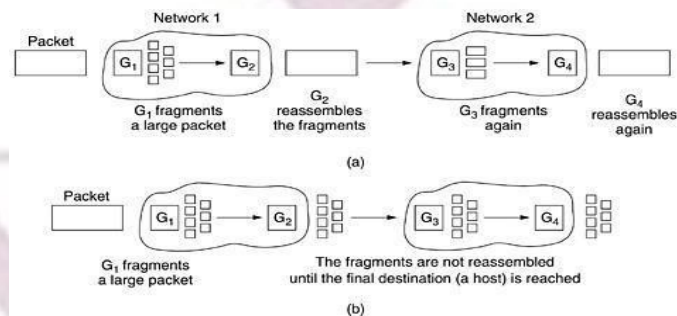 Network 1
Network 2
Packet
G1
G2
G3
G4
G1 fragments
a large packet
G2
reassembles
the fragments
G3 fragments
again
G4
reassembles
again
(a)
Packet
G1
G2
G3
G4
G1 fragments
a large packet
The fragments are not reassembled
until the final destination (a host) is reached
(b)